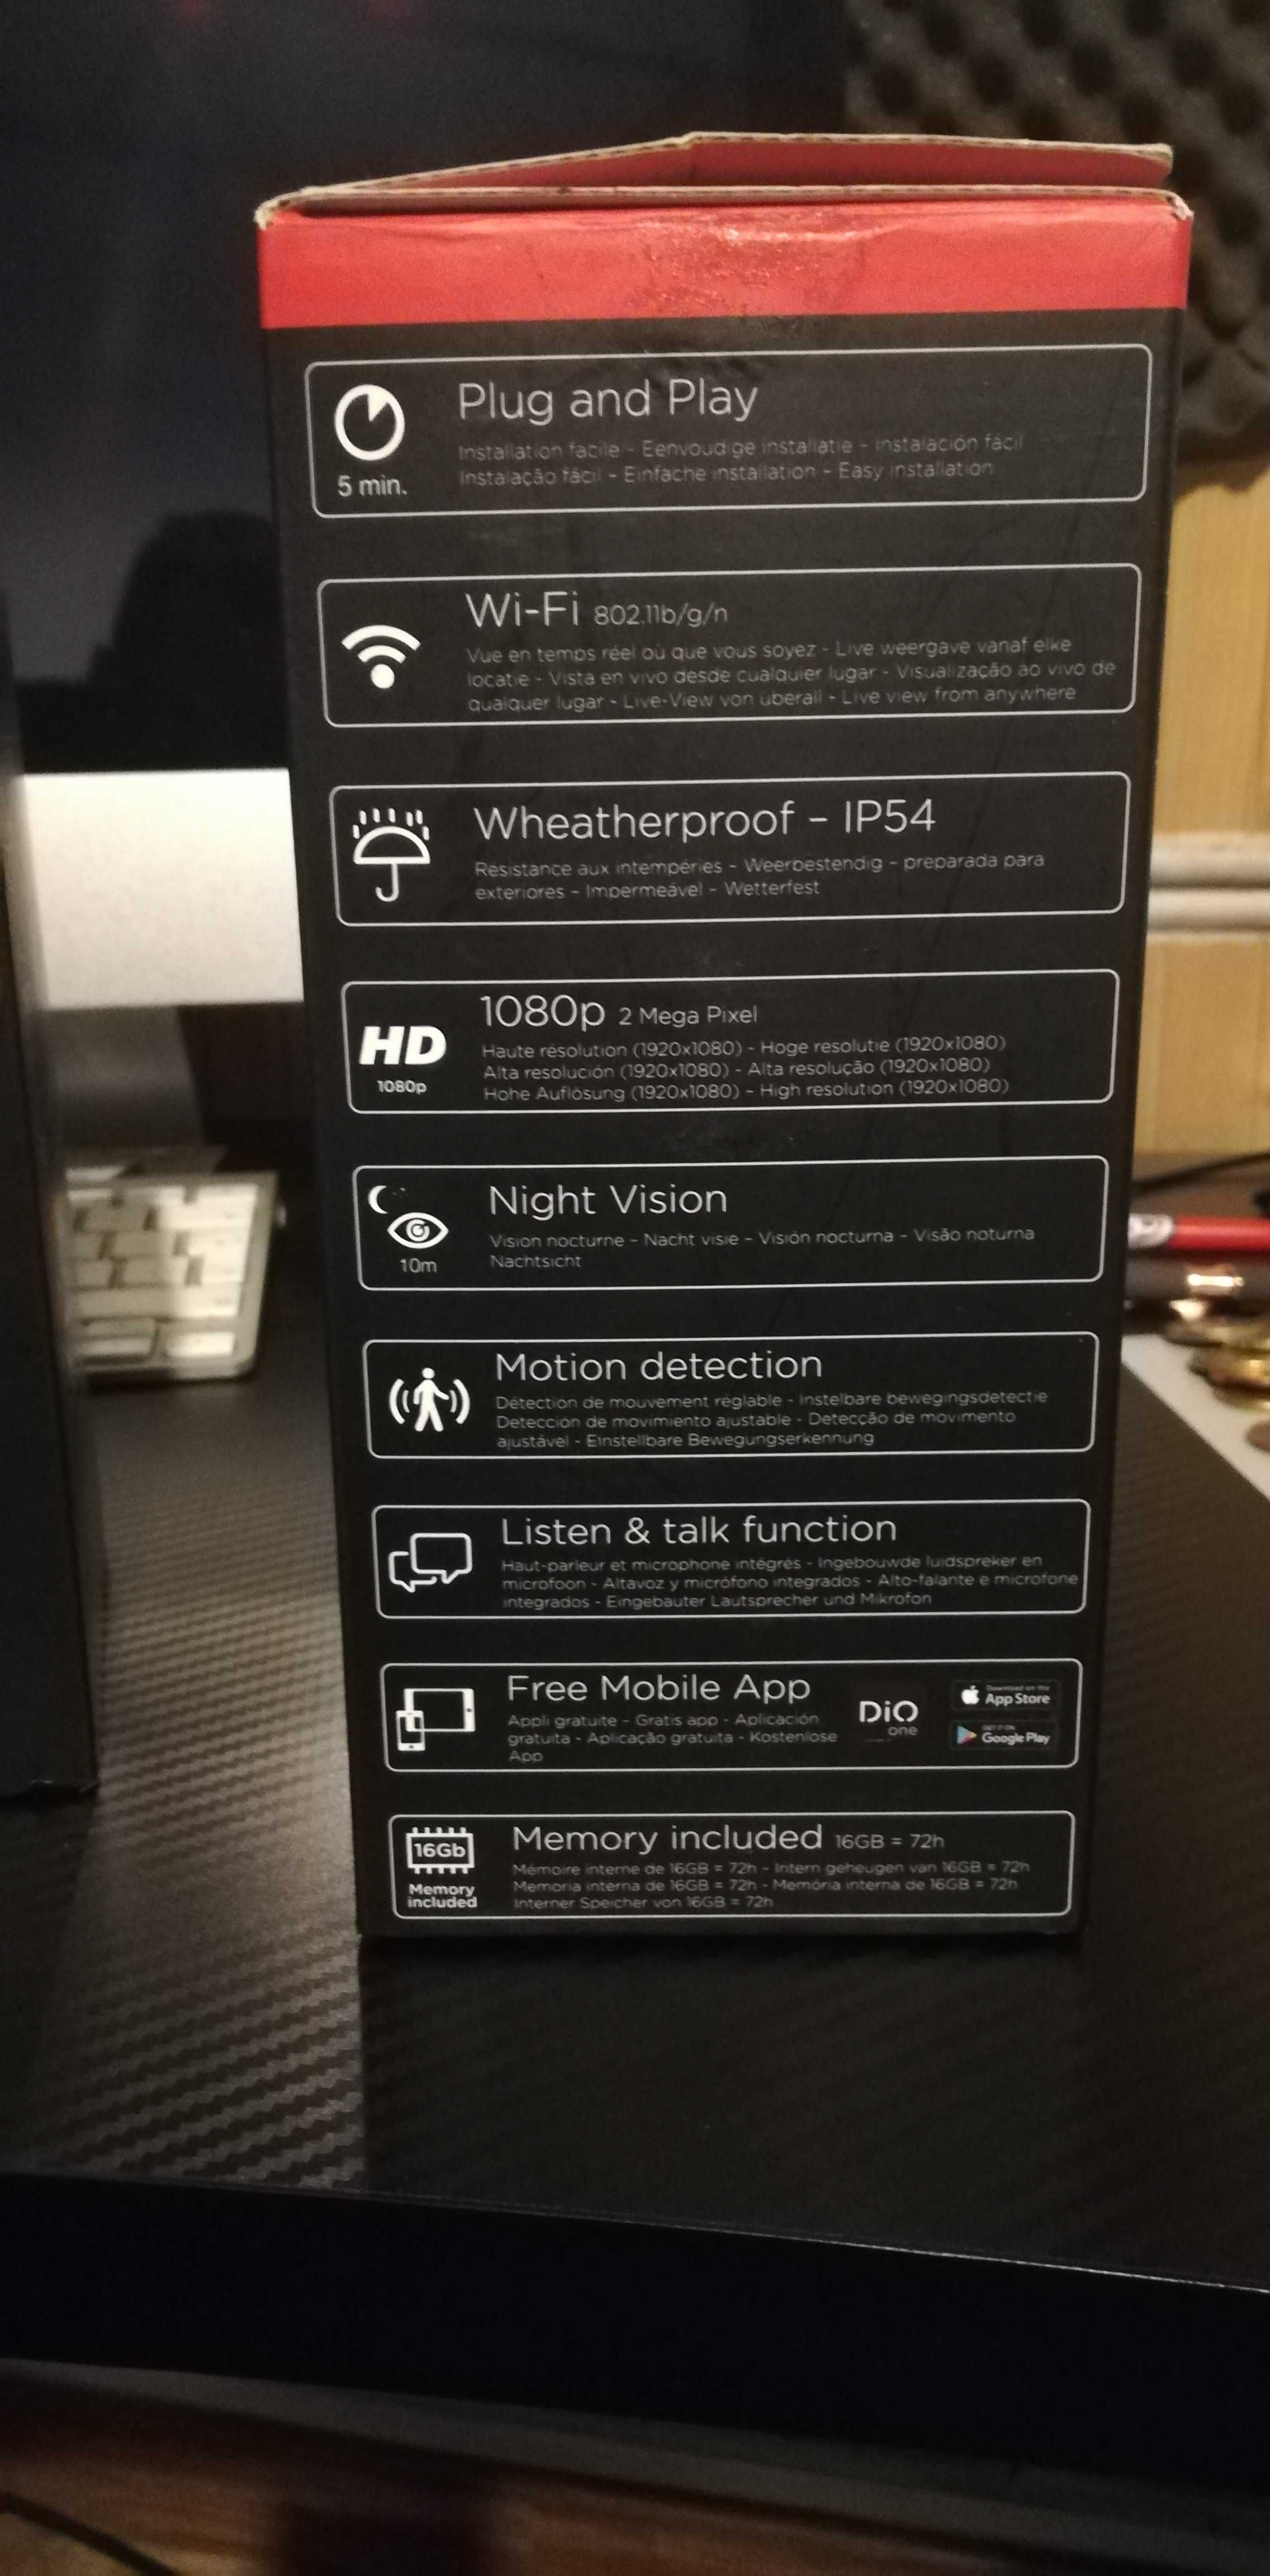 Plug and Play
Installation facile - Eenvoudige installatie - Instalación fácil
Instalação fácil - Einfache installation - Easy installation
5 min.
Wi-Fi 802.11b/g/n
Vue en temps réel où que vous soyez - Live weergave vanaf elke
locatie - Vista en vivo desde cualquier lugar - Visualização ao vivo de
qualquer lugar - Live-View von überall - Live view from anywhere
Wheatherproof - IP54
Résistance aux intempéries - Weerbestendig - preparada para
exteriores - Impermeável - Wetterfest
HD
1080p
1080p 2 Mega Pixel
Haute résolution (1920x1080) - Hoge resolutie (1920x1080)
Alta resolución (1920x1080) - Alta resolução (1920x1080)
Hohe Auflösung (1920x1080) - High resolution (1920x1080)
10m
Night Vision
Vision nocturne - Nacht visie - Visión nocturna - Visão noturna
Nachtsicht
Motion detection
Détection de mouvement réglable - Instelbare bewegingsdetectie
Detección de movimiento ajustable - Detecção de movimento
ajustável - Einstellbare Bewegungserkennung
Listen & talk function
Haut-parleur et microphone intégrés - Ingebouwde luidspreker en
microfoon - Altavoz y micrófono integrados - Alto-falante e microfone
integrados - Eingebauter Lautsprecher und Mikrofon
Free Mobile App
Appli gratuite - Gratis app - Aplicación
gratuita - Aplicação gratuita - Kostenlose
App
DiO
one
Download on the
App Store
GET IT ON
Google Play
16Gb
Memory
included
Memory included 16GB = 72h
Mémoire interne de 16GB = 72h - Intern geheugen van 16GB = 72h
Memoria interna de 16GB = 72h - Memória interna de 16GB = 72h
Interner Speicher von 16GB = 72h